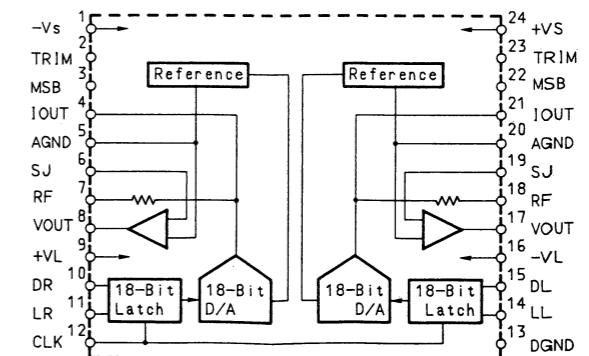 -Vs 1
TRIM 2
MSB 3
IOUT 4
AGND 5
SJ 6
RF 7
VOUT 8
+VL 9
DR 10
LR 11
CLK 12
Reference
Reference
18-Bit
Latch
18-Bit
D/A
18-Bit
D/A
18-Bit
Latch
24 +VS
23 TRIM
22 MSB
21 IOUT
20 AGND
19 SJ
18 RF
17 VOUT
16 -VL
15 DL
14 LL
13 DGND